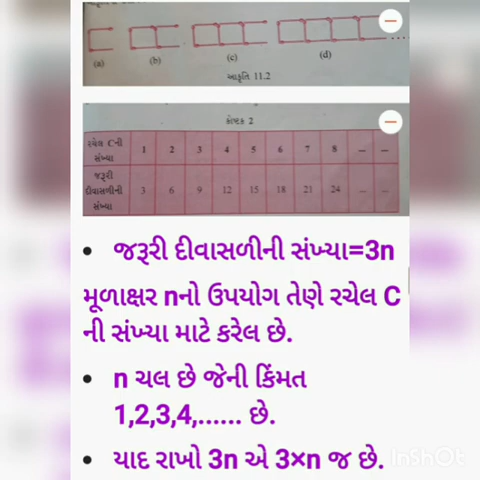 (a) (b) (c) (d)
આકૃતિ 11.2
કોષ્ટક 2
રચેલ Cની સંખ્યા 1 2 3 4 5 6 7 8 — —
જરૂરી દીવાસળીની સંખ્યા 3 6 9 12 15 18 21 24 — —
• જરૂરી દીવાસળીની સંખ્યા=3n
મૂળાક્ષર nનો ઉપયોગ તેણે રચેલ C
ની સંખ્યા માટે કરેલ છે.
• n ચલ છે જેની કિંમત
1,2,3,4,...... છે.
• યાદ રાખો 3n એ 3×n જ છે.
InShOt